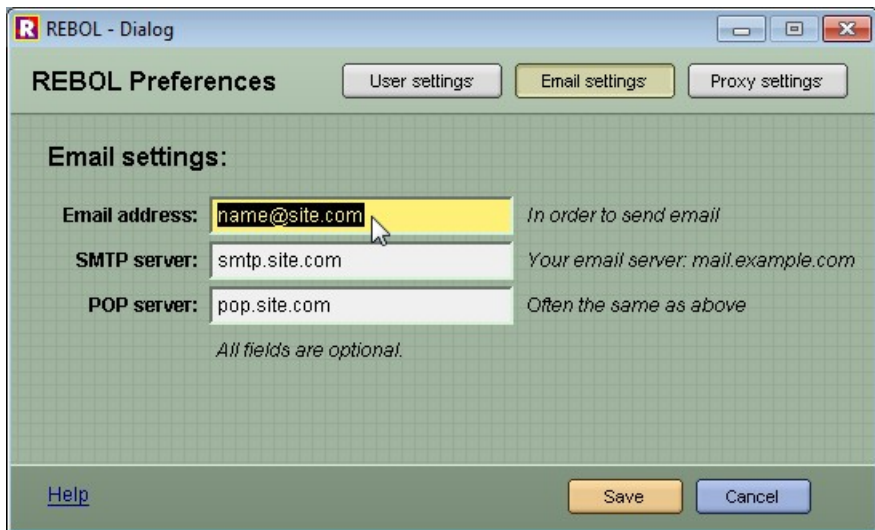 R REBOL - Dialog
REBOL Preferences User settings Email settings Proxy settings
Email settings:
Email address: name@site.com In order to send email
SMTP server: smtp.site.com Your email server: mail.example.com
POP server: pop.site.com Often the same as above
All fields are optional.
Help Save Cancel